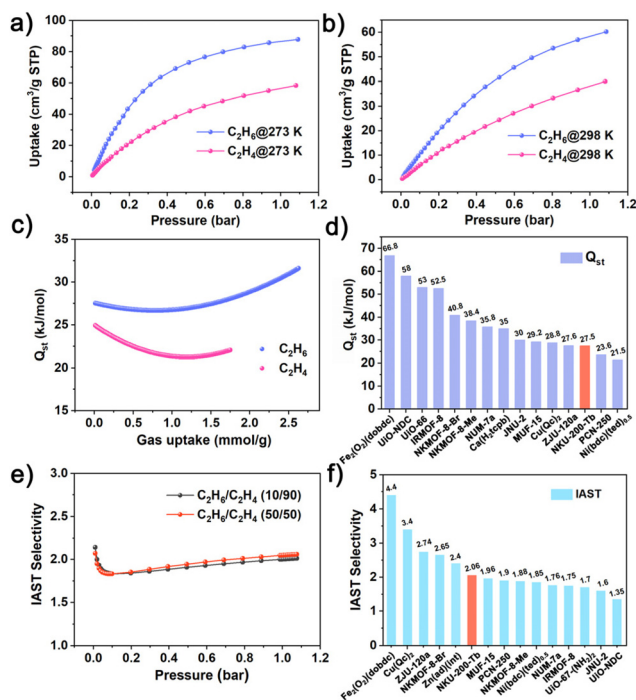 a)
100
80
60
40
20
0
Uptake (cm³/g STP)
C₂H₆@273 K
C₂H₄@273 K
0.0 0.2 0.4 0.6 0.8 1.0 1.2
Pressure (bar)
b)
60
50
40
30
20
10
0
Uptake (cm³/g STP)
C₂H₆@298 K
C₂H₄@298 K
0.0 0.2 0.4 0.6 0.8 1.0 1.2
Pressure (bar)
c)
35
30
25
20
15
Qst (kJ/mol)
C₂H₆
C₂H₄
0.0 0.5 1.0 1.5 2.0 2.5
Gas uptake (mmol/g)
d)
70
60
50
40
30
20
10
0
Qst (kJ/mol)
Qst
66.8 58 53 52.5 40.8 38.4 35.8 35 30 29.2 28.8 27.6 27.5 23.6 21.5
Fe₂(O₂)(dobdc)
UiO-NDC
UiO-66
IRMOF-8
NKMOF-8-Br
NKMOF-8-Me
NUM-7a
Ca(H₂tcpb)
JNU-2
MUF-15
Cu(Qc)₂
ZJU-120a
NKU-200-Tb
PCN-250
Ni(bdc)(ted)₀.₅
e)
3.0
2.5
2.0
1.5
1.0
IAST Selectivity
C₂H₆/C₂H₄ (10/90)
C₂H₆/C₂H₄ (50/50)
0.0 0.2 0.4 0.6 0.8 1.0 1.2
Pressure (bar)
f)
5
4
3
2
1
0
IAST Selectivity
IAST
4.4 3.4 2.74 2.65 2.4 2.06 1.96 1.9 1.88 1.85 1.76 1.75 1.7 1.6 1.35
Fe₂(O₂)(dobdc)
Cu(Qc)₂
ZJU-120a
NKMOF-8-Br
Zn(ad)(int)
NKU-200-Tb
MUF-15
PCN-250
NKMOF-8-Me
Ni(bdc)(ted)₀.₅
NUM-7a
IRMOF-8
UiO-67-(NH₂)₂
JNU-2
UiO-NDC